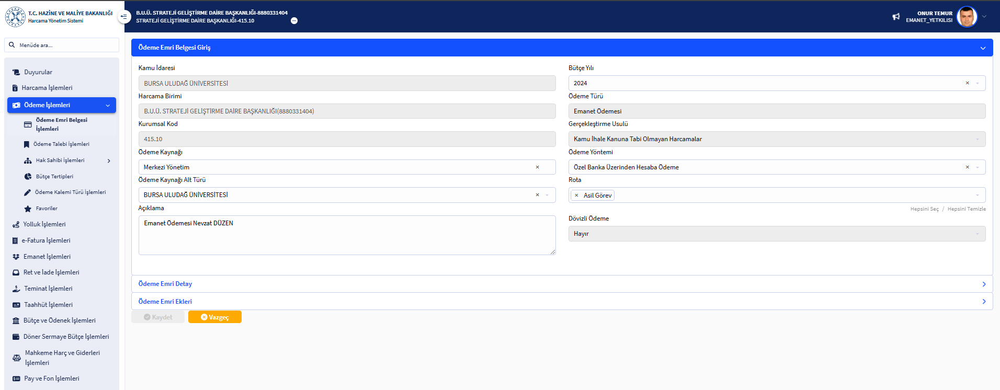 T.C. HAZİNE VE MALİYE BAKANLIĞI
Harcama Yönetim Sistemi
B.U.Ü. STRATEJİ GELİŞTİRME DAİRE BAŞKANLIĞI-8880331404
STRATEJİ GELİŞTİRME DAİRE BAŞKANLIĞI-415.10
ONUR TEMUR
EMANET_YETKILISI
Menüde ara...
Duyurular
Harcama İşlemleri
Ödeme İşlemleri
Ödeme Emri Belgesi
İşlemleri
Ödeme Talebi İşlemleri
Hak Sahibi İşlemleri
Bütçe Tertipleri
Ödeme Kalemi Türü İşlemleri
Favoriler
Yolluk İşlemleri
e-Fatura İşlemleri
Emanet İşlemleri
Ret ve İade İşlemleri
Teminat İşlemleri
Taahhüt İşlemleri
Bütçe ve Ödenek İşlemleri
Döner Sermaye Bütçe İşlemleri
Mahkeme Harç ve Giderleri
İşlemleri
Pay ve Fon İşlemleri
Ödeme Emri Belgesi Giriş
Kamu İdaresi
BURSA ULUDAĞ ÜNİVERSİTESİ
Harcama Birimi
B.U.Ü. STRATEJİ GELİŞTİRME DAİRE BAŞKANLIĞI(8880331404)
Kurumsal Kod
415.10
Ödeme Kaynağı
Merkezi Yönetim
Ödeme Kaynağı Alt Türü
BURSA ULUDAĞ ÜNİVERSİTESİ
Açıklama
Emanet Ödemesi Nevzat DÜZEN
Bütçe Yılı
2024
Ödeme Türü
Emanet Ödemesi
Gerçekleştirme Usulü
Kamu İhale Kanuna Tabi Olmayan Harcamalar
Ödeme Yöntemi
Özel Banka Üzerinden Hesaba Ödeme
Rota
× Asil Görev
Hepsini Seç / Hepsini Temizle
Dövizli Ödeme
Hayır
Ödeme Emri Detay
Ödeme Emri Ekleri
Kaydet
Vazgeç